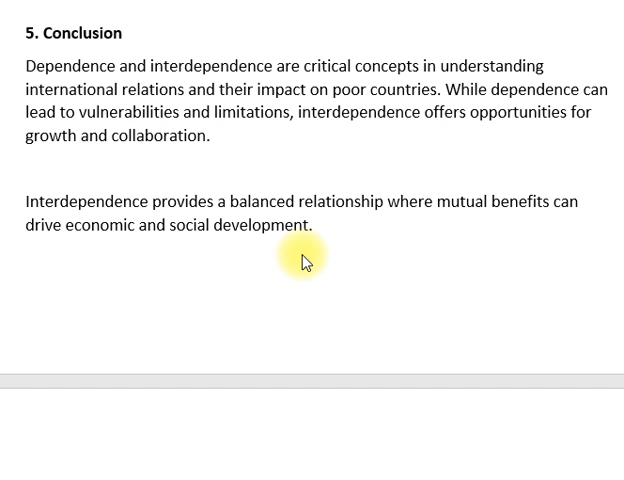 5. Conclusion
Dependence and interdependence are critical concepts in understanding
international relations and their impact on poor countries. While dependence can
lead to vulnerabilities and limitations, interdependence offers opportunities for
growth and collaboration.
Interdependence provides a balanced relationship where mutual benefits can
drive economic and social development.